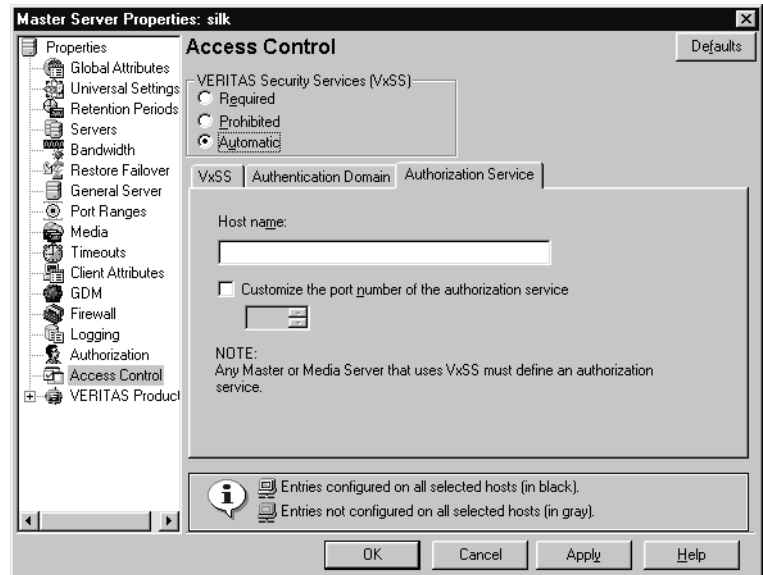 Master Server Properties: silk
Properties
Global Attributes
Universal Settings
Retention Periods
Servers
Bandwidth
Restore Failover
General Server
Port Ranges
Media
Timeouts
Client Attributes
GDM
Firewall
Logging
Authorization
Access Control
VERITAS Product
Access Control
Defaults
VERITAS Security Services (VxSS)
Required
Prohibited
Automatic
VxSS Authentication Domain Authorization Service
Host name:
Customize the port number of the authorization service
NOTE:
Any Master or Media Server that uses VxSS must define an authorization
service.
Entries configured on all selected hosts (in black).
Entries not configured on all selected hosts (in gray).
OK Cancel Apply Help